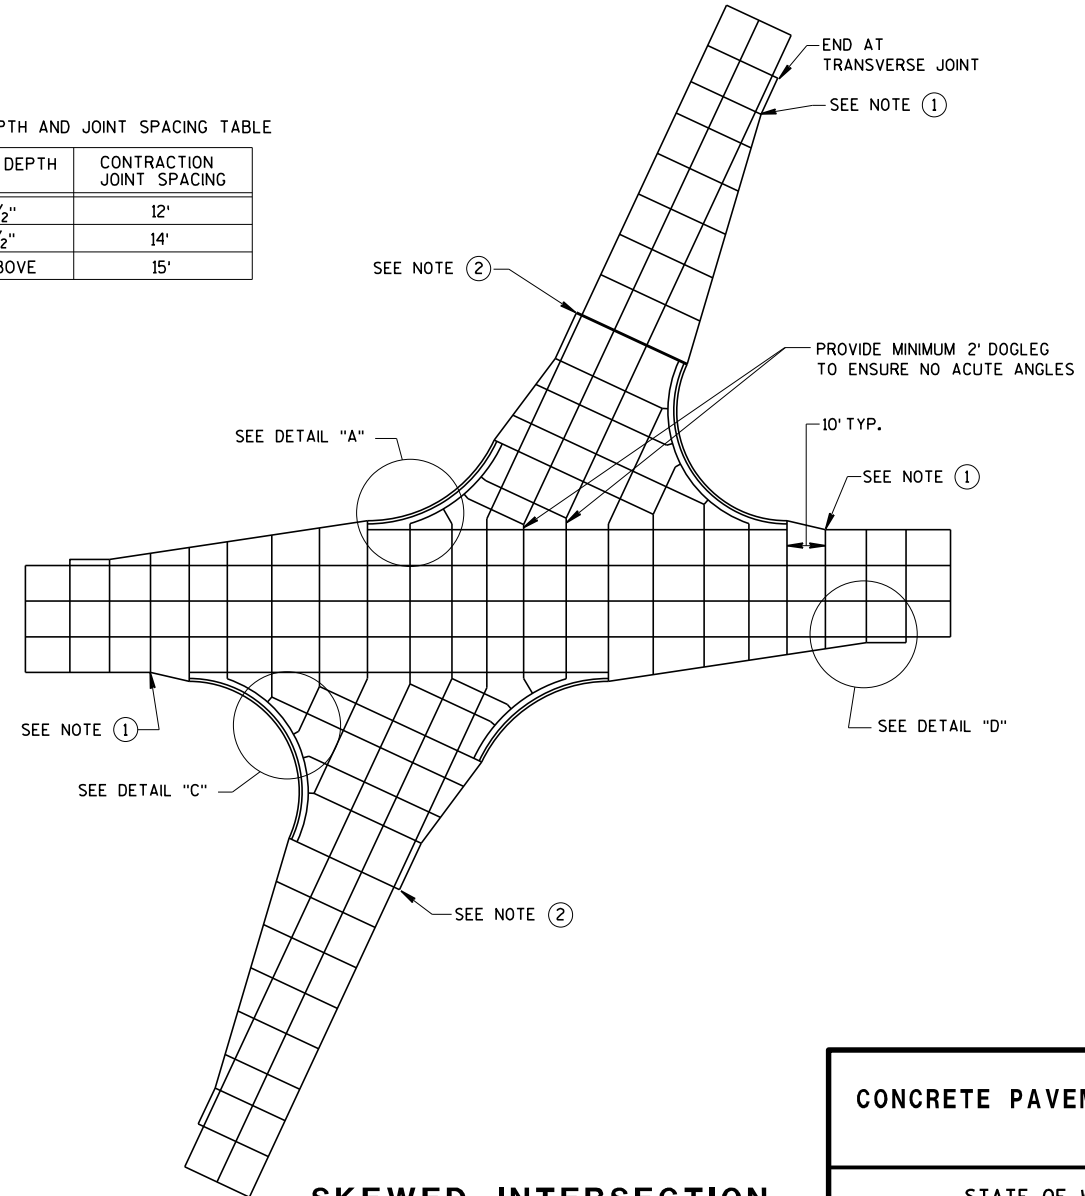 END AT
TRANSVERSE JOINT
SEE NOTE 1
PTH AND JOINT SPACING TABLE
DEPTH CONTRACTION
JOINT SPACING
/2" 12'
/2" 14'
BOVE 15'
SEE NOTE 2
PROVIDE MINIMUM 2' DOGLEG
TO ENSURE NO ACUTE ANGLES
10' TYP.
SEE DETAIL "A"
SEE NOTE 1
SEE NOTE 1
SEE DETAIL "D"
SEE DETAIL "C"
SEE NOTE 2
CONCRETE PAVEM
SKEWED INTERSECTION
STATE OF